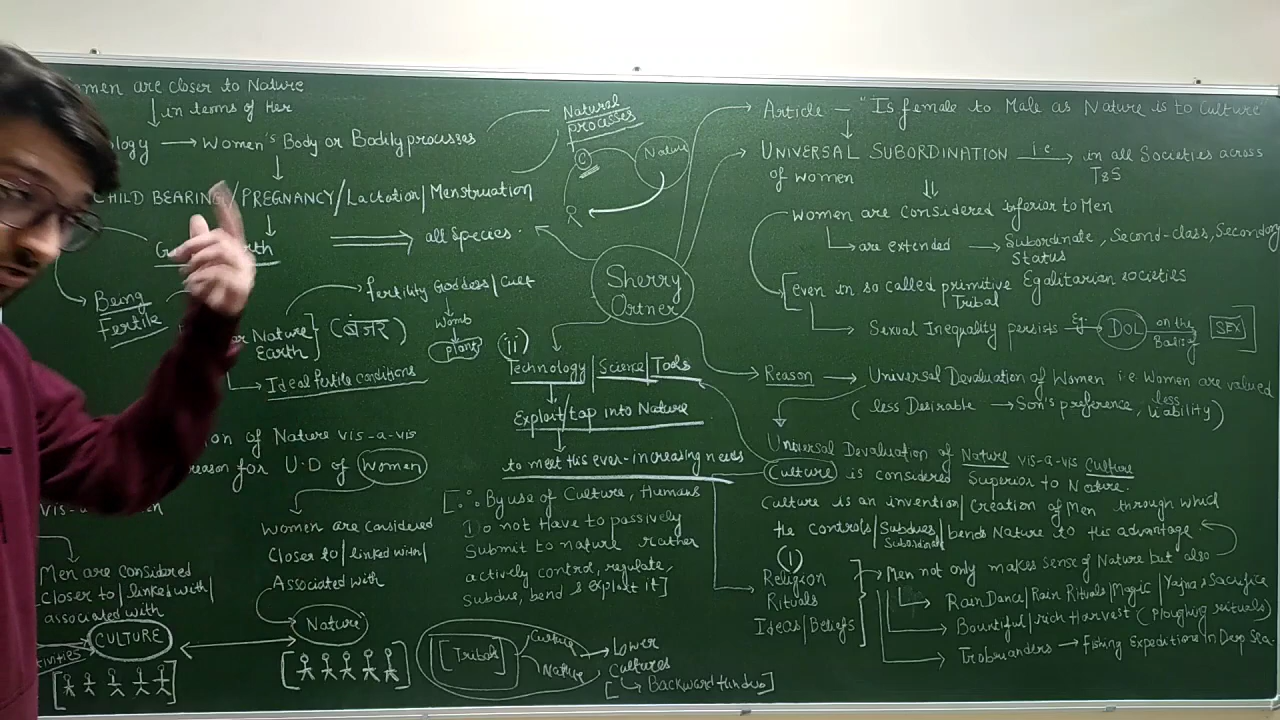 Women are closer to Nature
in terms of Her
ology → Women's Body or Bodily processes
CHILD BEARING/PREGNANCY/Lactation/Menstruation
all Species.
Being
Fertile
fertility Goddess/Cult
womb
plant
Nature
Earth
(बंजर)
Ideal fertile conditions
ion of Nature vis-a-vis
reason for U.D of Women
vis-a
Women are considered
Closer to/linked with/
Associated with
Nature
Men are considered
Closer to/linked with/
associated with
CULTURE
Natural
processes
C
Nature
R
Sherry
Ortner
(ii)
Technology/Science/Tools
Exploit/tap into Nature
to meet his ever-increasing needs
[∵ By use of Culture, Humans
Do not Have to passively
Submit to nature rather
actively control, regulate,
Subdue, bend & exploit it]
[Tribals]
Culture
Nature
Lower
Cultures
Article — "Is female to Male as Nature is to Culture
UNIVERSAL SUBORDINATION i.e → in all Societies across
of Women T&S
Women are Considered inferior to Men
are extended → Subordinate, Second-class, Secondary
Status
[even in so called primitive Egalitarian societies
Tribal
Sexual Inequality persists Eg: → DOL on the SEX
Basis of
Reason → Universal Devaluation of Women i.e Women are valued
(less Desirable → Son's preference, less liability)
Universal Devaluation of Nature vis-a-vis Culture
Culture is considered Superior to Nature.
Culture is an invention/Creation of Men through which
he controls/Subdues/bends Nature to his advantage
Subordinate
(i)
Religion
Rituals
Ideas/Beliefs
Men not only makes sense of Nature but also
Rain Dance/Rain Rituals/Magic/Yajna & Sacrifice
Bountiful/rich Harvest (Ploughing rituals)
Trobrianders → Fishing Expeditions In Deep Sea